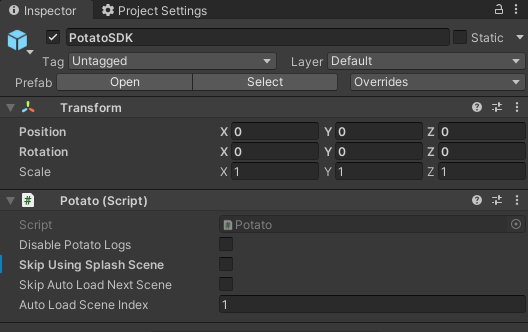 Inspector Project Settings
PotatoSDK Static
Tag Untagged Layer Default
Prefab Open Select Overrides
Transform
Position X 0 Y 0 Z 0
Rotation X 0 Y 0 Z 0
Scale X 1 Y 1 Z 1
# Potato (Script)
Script # Potato
Disable Potato Logs
Skip Using Splash Scene
Skip Auto Load Next Scene
Auto Load Scene Index 1